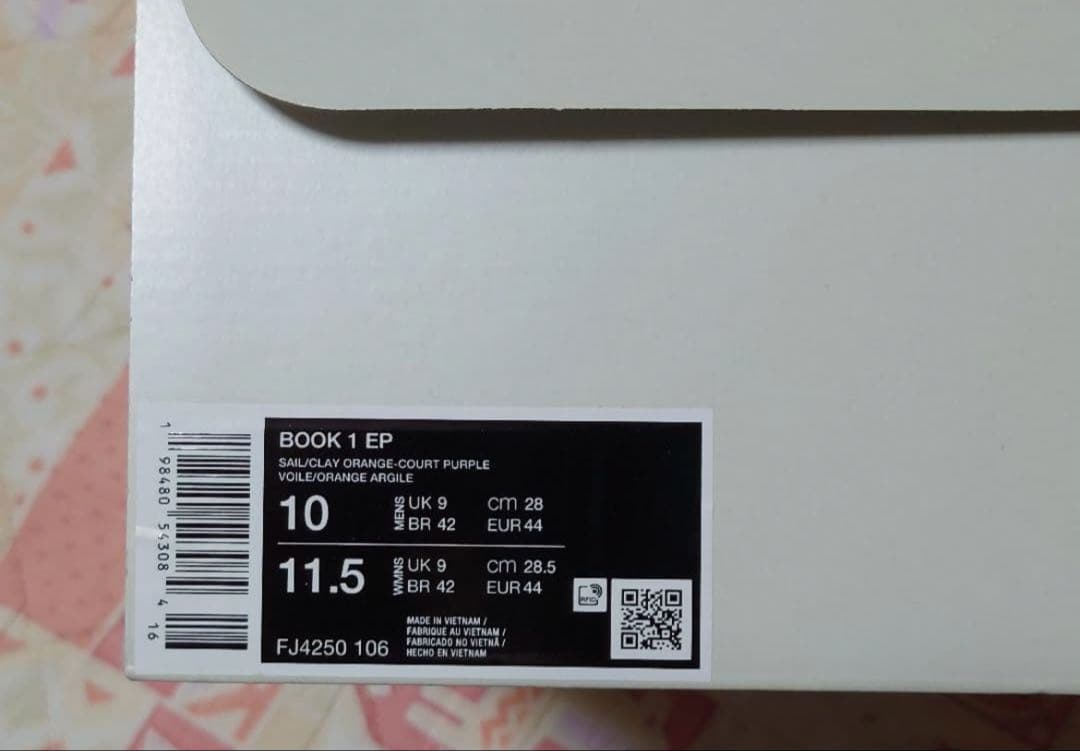 BOOK 1 EP
SAIL/CLAY ORANGE-COURT PURPLE
VOILE/ORANGE ARGILE
10 MENS UK 9 cm 28
BR 42 EUR 44
11.5 WMNS UK 9 cm 28.5
BR 42 EUR 44
RFID
MADE IN VIETNAM /
FABRIQUE AU VIETNAM /
FABRICADO NO VIETNÃ /
HECHO EN VIETNAM
FJ4250 106
1 98480 54308 4 16